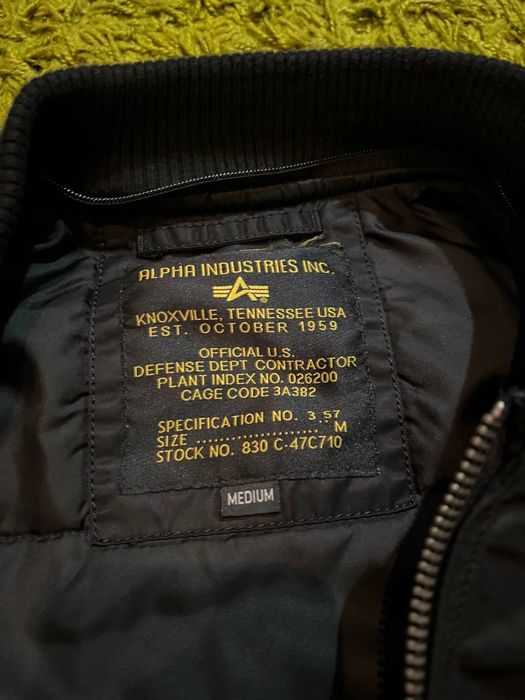 ALPHA INDUSTRIES INC.
KNOXVILLE, TENNESSEE USA
EST. OCTOBER 1959
OFFICIAL U.S.
DEFENSE DEPT CONTRACTOR
PLANT INDEX NO. 026200
CAGE CODE 3A382
SPECIFICATION NO. 3.57
SIZE ..................... M
STOCK NO. 830 C-47C710
MEDIUM